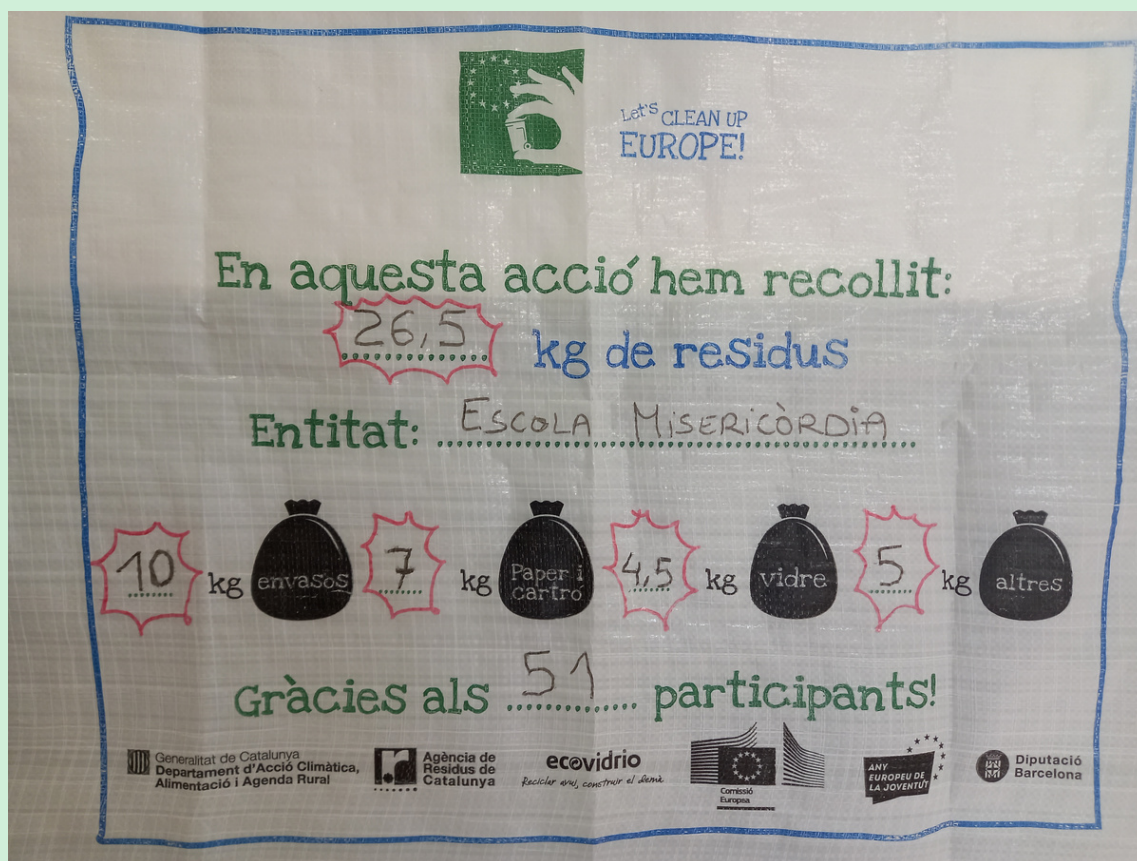 Let's CLEAN UP
EUROPE!
En aquesta acció hem recollit:
26,5 kg de residus
Entitat: ESCOLA MISERICÒRDIA
10 kg envasos 7 kg Paper i cartró 4,5 kg vidre 5 kg altres
Gràcies als 51 participants!
Generalitat de Catalunya
Departament d'Acció Climàtica,
Alimentació i Agenda Rural
Agència de
Residus de
Catalunya
ecovidrio
Reciclar avui, construir el demà
Comissió
Europea
ANY
EUROPEU DE
LA JOVENTUT
Diputació
Barcelona